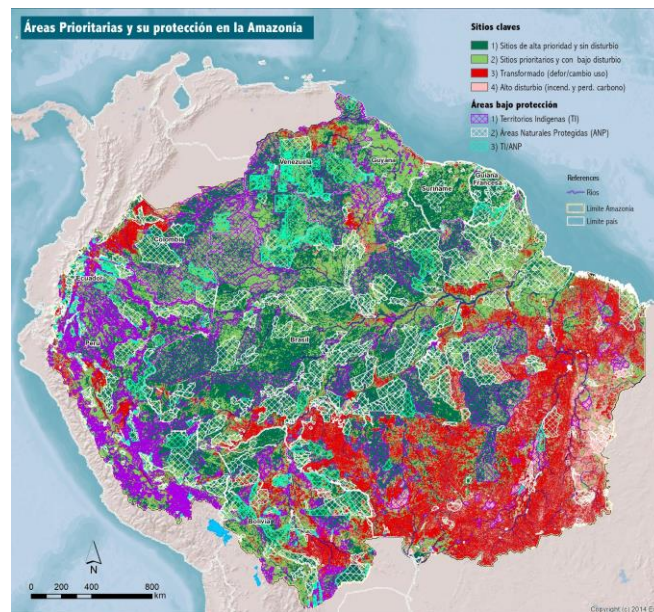 Áreas Prioritarias y su protección en la Amazonía
Sitios claves
1) Sitios de alta prioridad y sin disturbio
2) Sitios prioritarios y con bajo disturbio
3) Transformado (defor/cambio uso)
4) Alto disturbio (incend. y perd. carbono)
Áreas bajo protección
1) Territorios Indígenas (TI)
2) Áreas Naturales Protegidas (ANP)
3) TI/ANP
References
Ríos
Límite Amazonía
Límite país
Venezuela
Guyana
Suriname
Guiana
Francesa
Colombia
Ecuador
Perú
Brasil
Bolivia
N
0 200 400 800
km
Copyright (c) 2014 E